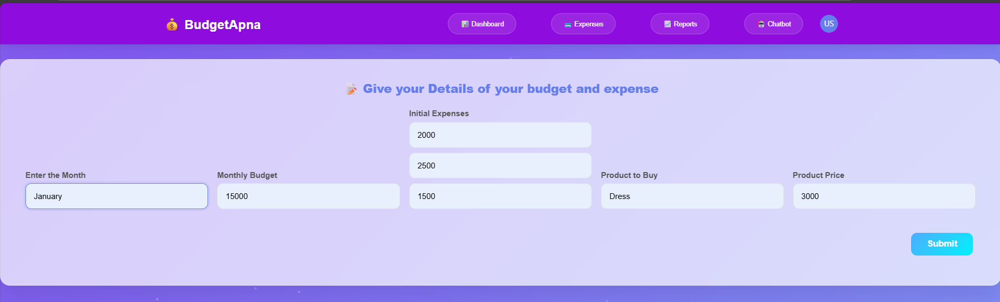 BudgetApna
Dashboard
Expenses
Reports
Chatbot
US
Give your Details of your budget and expense
Enter the Month
January
Monthly Budget
15000
Initial Expenses
2000
2500
1500
Product to Buy
Dress
Product Price
3000
Submit